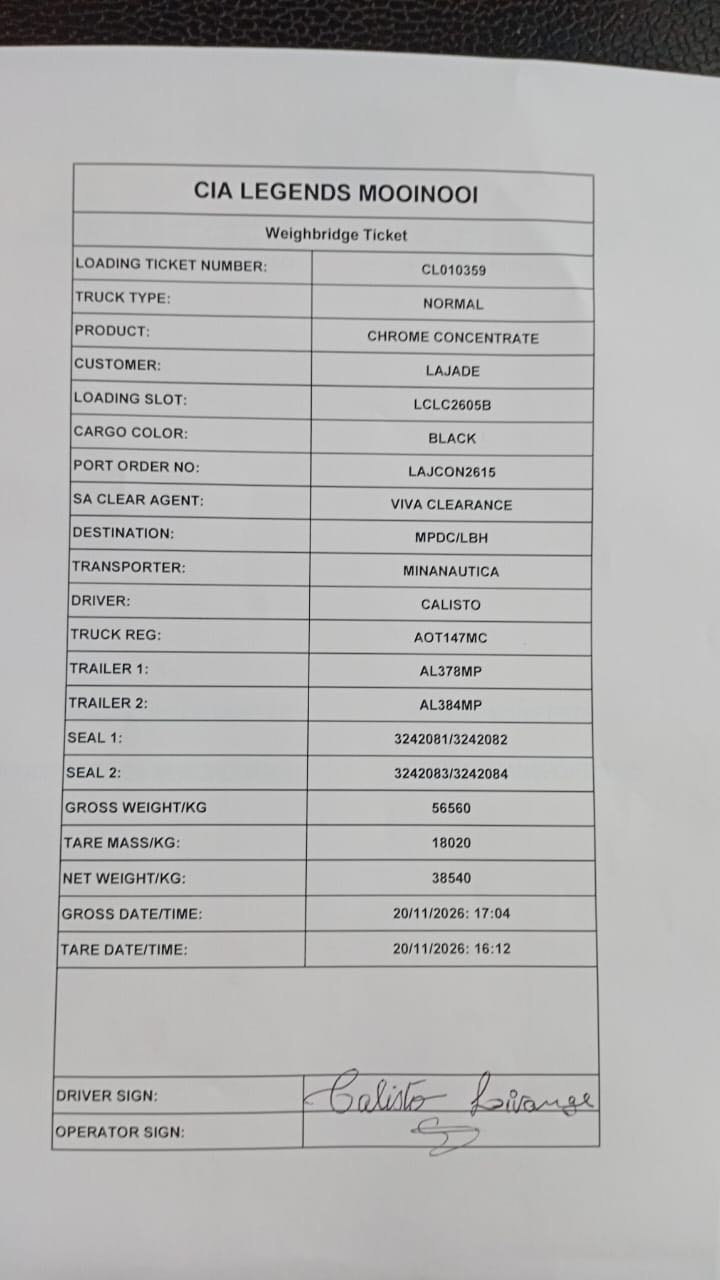 CIA LEGENDS MOOINOOI
Weighbridge Ticket
LOADING TICKET NUMBER: CL010359
TRUCK TYPE: NORMAL
PRODUCT: CHROME CONCENTRATE
CUSTOMER: LAJADE
LOADING SLOT: LCLC2605B
CARGO COLOR: BLACK
PORT ORDER NO: LAJCON2615
SA CLEAR AGENT: VIVA CLEARANCE
DESTINATION: MPDC/LBH
TRANSPORTER: MINANAUTICA
DRIVER: CALISTO
TRUCK REG: AOT147MC
TRAILER 1: AL378MP
TRAILER 2: AL384MP
SEAL 1: 3242081/3242082
SEAL 2: 3242083/3242084
GROSS WEIGHT/KG 56560
TARE MASS/KG: 18020
NET WEIGHT/KG: 38540
GROSS DATE/TIME: 20/11/2026: 17:04
TARE DATE/TIME: 20/11/2026: 16:12
DRIVER SIGN: Calisto
OPERATOR SIGN: